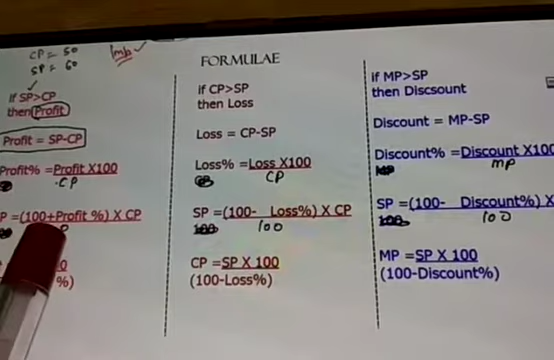 CP = 50
SP = 60
Imp
FORMULAE
if SP>CP
then Profit
Profit = SP-CP
Profit% =Profit X100
CP
P =(100+Profit %) X CP
%)
if CP>SP
then Loss
Loss = CP-SP
Loss% =Loss X100
CP
SP =(100- Loss%) X CP
100
CP =SP X 100
(100-Loss%)
if MP>SP
then Discsount
Discount = MP-SP
Discount% =Discount X100
MP
SP =(100- Discount%) X
100
MP =SP X 100
(100-Discount%)